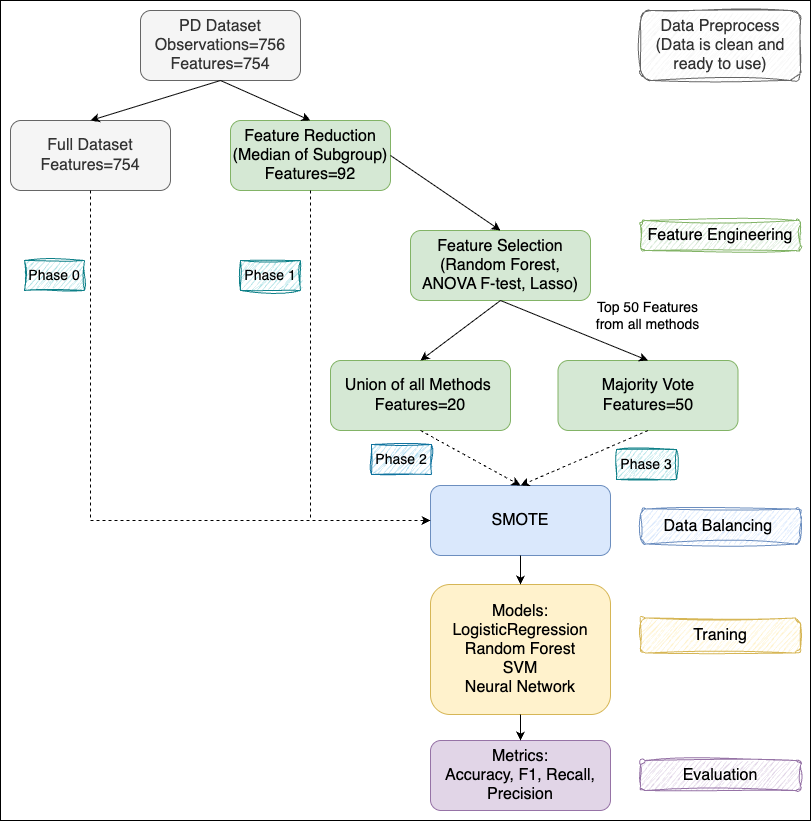 PD Dataset
Observations=756
Features=754
Data Preprocess
(Data is clean and
ready to use)
Full Dataset
Features=754
Feature Reduction
(Median of Subgroup)
Features=92
Feature Selection
(Random Forest,
ANOVA F-test, Lasso)
Feature Engineering
Phase 0
Phase 1
Top 50 Features
from all methods
Union of all Methods
Features=20
Majority Vote
Features=50
Phase 2
Phase 3
SMOTE
Data Balancing
Models:
LogisticRegression
Random Forest
SVM
Neural Network
Traning
Metrics:
Accuracy, F1, Recall,
Precision
Evaluation